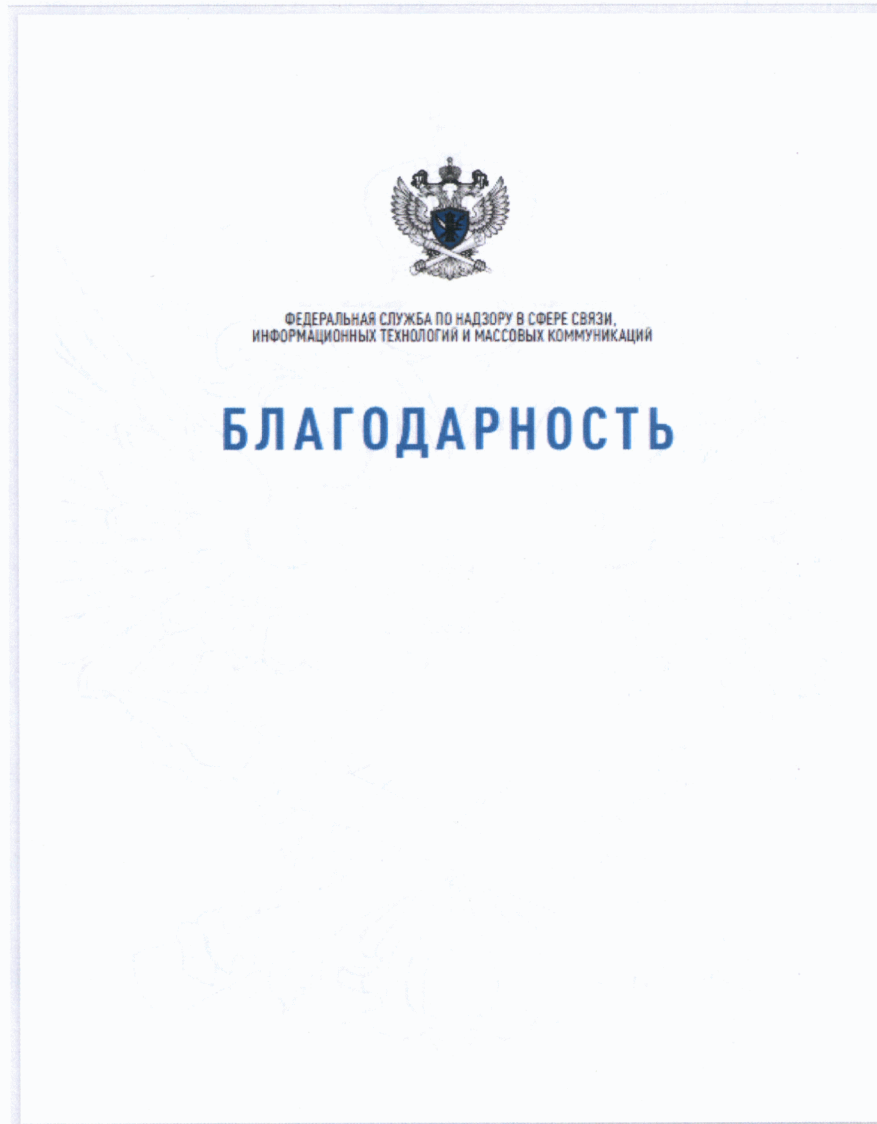 ФЕДЕРАЛЬНАЯ СЛУЖБА ПО НАДЗОРУ В СФЕРЕ СВЯЗИ,
ИНФОРМАЦИОННЫХ ТЕХНОЛОГИЙ И МАССОВЫХ КОММУНИКАЦИЙ
БЛАГОДАРНОСТЬ